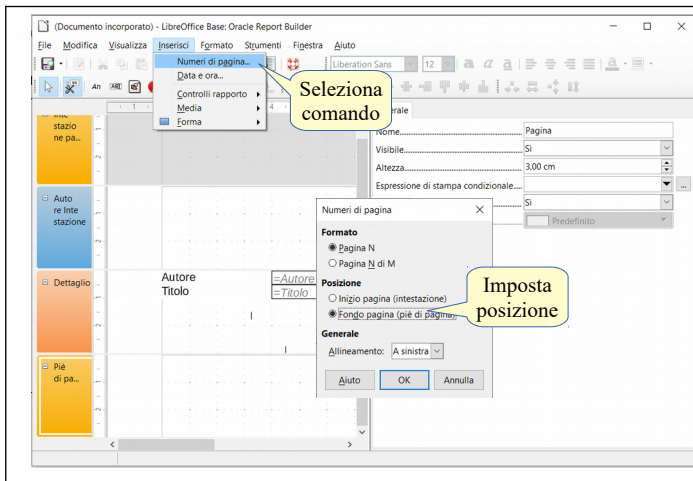 (Documento incorporato) - LibreOffice Base: Oracle Report Builder
File Modifica Visualizza Inserisci Formato Strumenti Finestra Aiuto
Numeri di pagina...
Data e ora...
Controlli rapporto
Media
Forma
Liberation Sans 12
Seleziona
comando
Nome Pagina
Visibile Sì
Altezza 3,00 cm
Espressione di stampa condizionale...
Sì
Predefinito
stazio
ne pa...
Auto
re Inte
stazione
Dettaglio
Autore =Autore
Titolo =Titolo
Piè
di pa...
Numeri di pagina
Formato
Pagina N
Pagina N di M
Posizione
Inizio pagina (intestazione)
Fondo pagina (piè di pagina)
Generale
Allineamento: A sinistra
Aiuto OK Annulla
Imposta
posizione